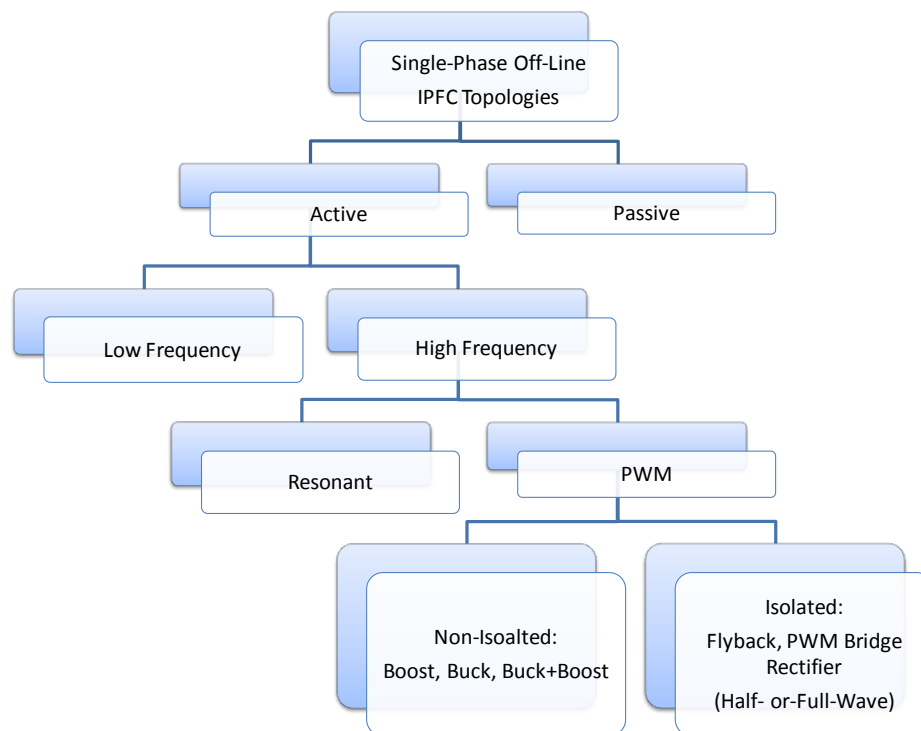 Single-Phase Off-Line
IPFC Topologies
Active
Passive
Low Frequency
High Frequency
Resonant
PWM
Non-Isoalted:
Boost, Buck, Buck+Boost
Isolated:
Flyback, PWM Bridge
Rectifier
(Half- or-Full-Wave)